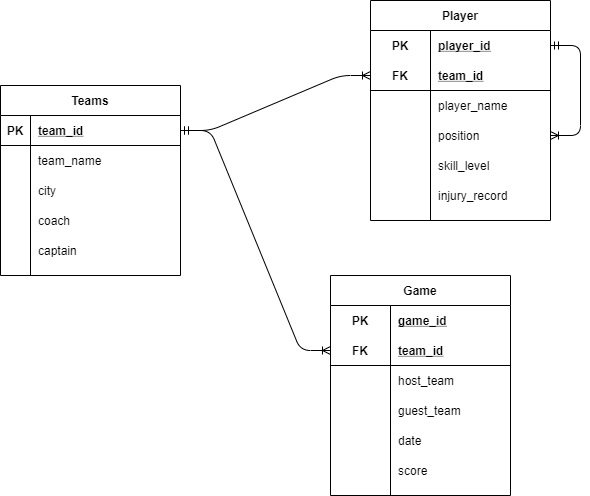 Player
PK player_id
FK team_id
player_name
position
skill_level
injury_record
Teams
PK team_id
team_name
city
coach
captain
Game
PK game_id
FK team_id
host_team
guest_team
date
score